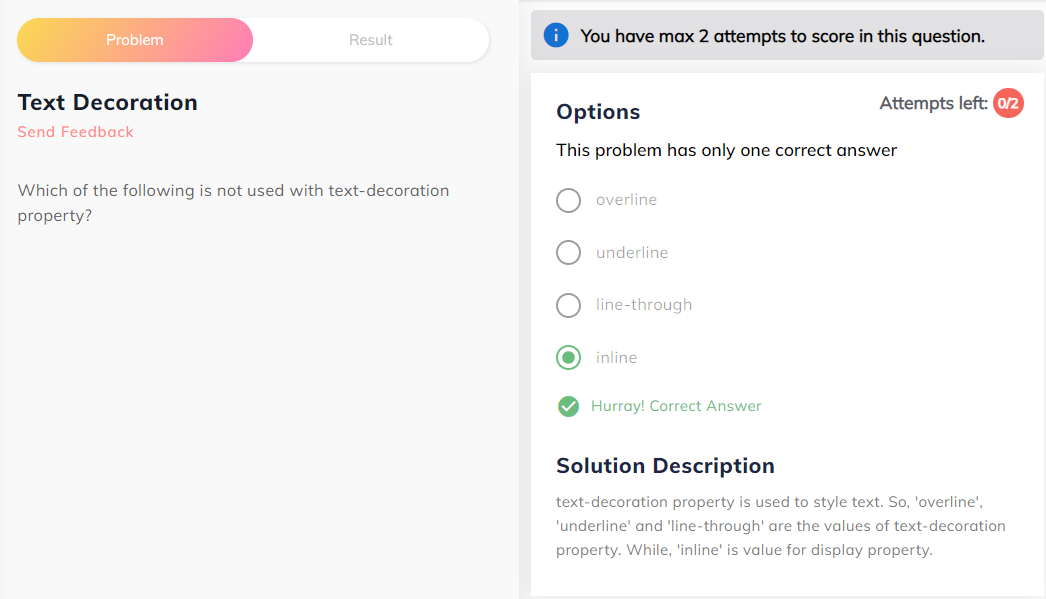 Problem
Result
Text Decoration
Send Feedback
Which of the following is not used with text-decoration
property?
You have max 2 attempts to score in this question.
Options
Attempts left: 0/2
This problem has only one correct answer
overline
underline
line-through
inline
Hurray! Correct Answer
Solution Description
text-decoration property is used to style text. So, 'overline',
'underline' and 'line-through' are the values of text-decoration
property. While, 'inline' is value for display property.